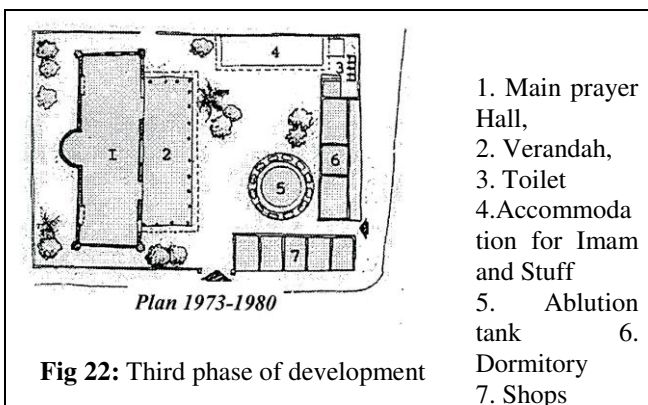 4
3
1
2
6
5
7
Plan 1973-1980
Fig 22: Third phase of development
1. Main prayer
Hall,
2. Verandah,
3. Toilet
4.Accommoda
tion for Imam
and Stuff
5. Ablution
tank 6.
Dormitory
7. Shops